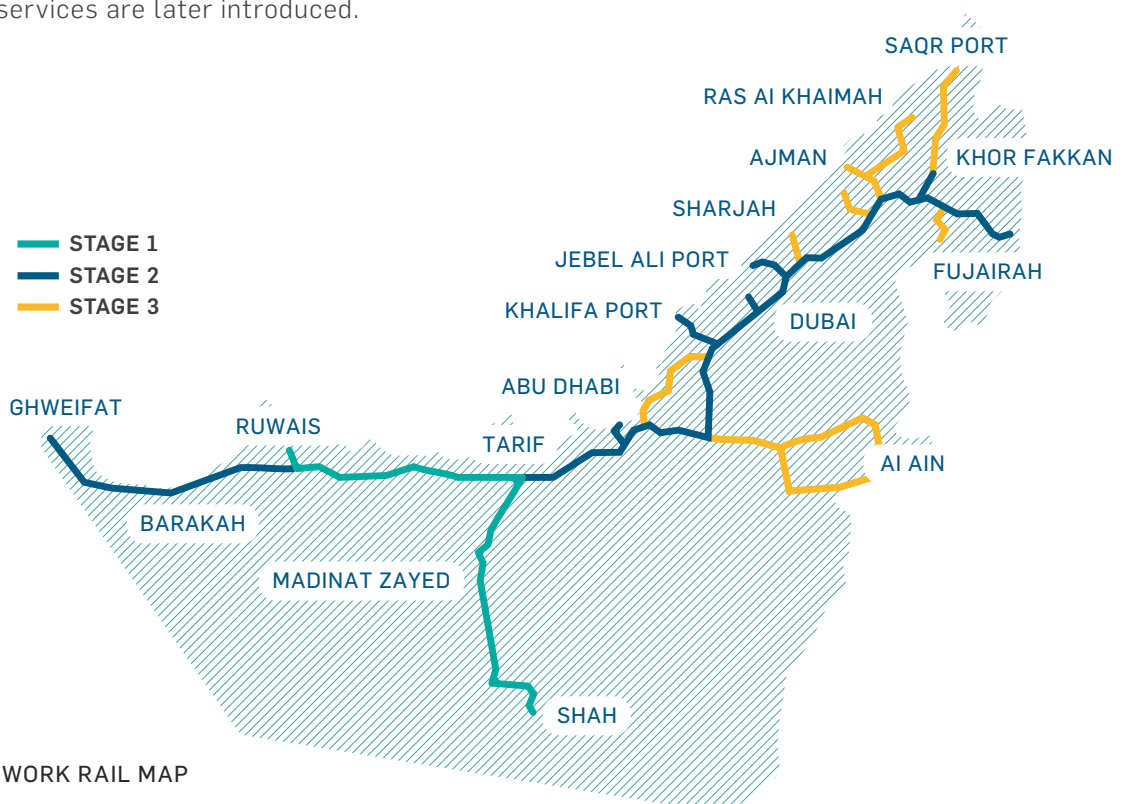 services are later introduced.
SAQR PORT
RAS AI KHAIMAH
AJMAN
KHOR FAKKAN
SHARJAH
STAGE 1
STAGE 2
STAGE 3
JEBEL ALI PORT
FUJAIRAH
KHALIFA PORT
DUBAI
ABU DHABI
GHWEIFAT
RUWAIS
TARIF
AI AIN
BARAKAH
MADINAT ZAYED
SHAH
WORK RAIL MAP